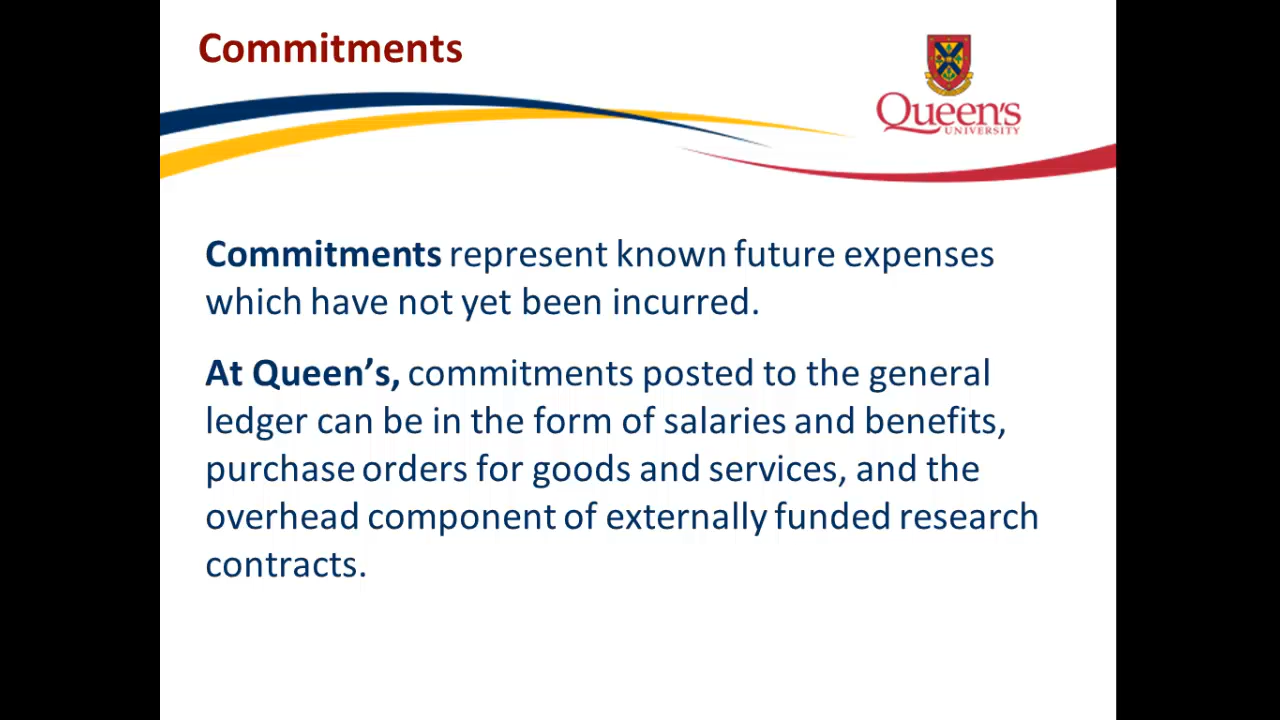 Commitments
Queen's
UNIVERSITY
Commitments represent known future expenses
which have not yet been incurred.
At Queen’s, commitments posted to the general
ledger can be in the form of salaries and benefits,
purchase orders for goods and services, and the
overhead component of externally funded research
contracts.